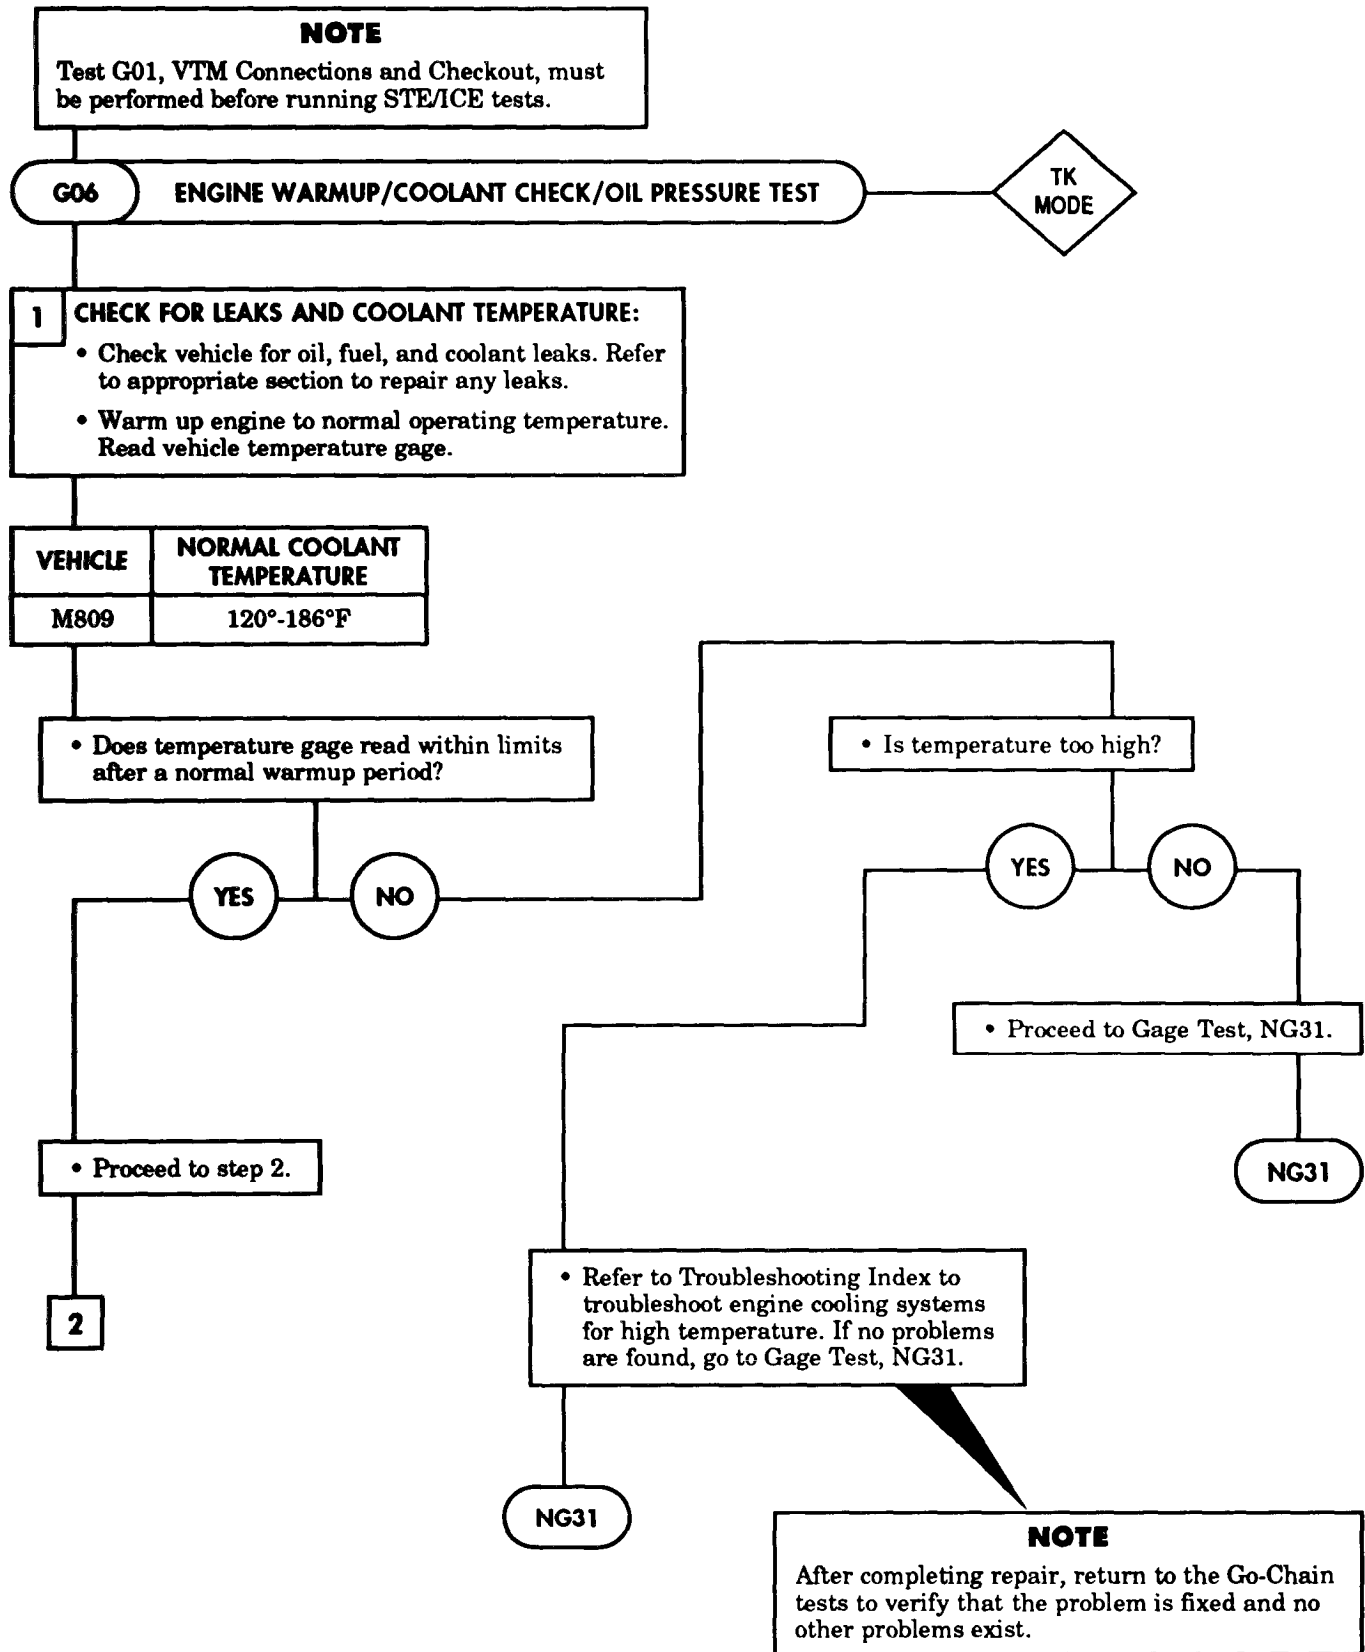 NOTE
Test G01, VTM Connections and Checkout, must
be performed before running STE/ICE tests.
G06
ENGINE WARMUP/COOLANT CHECK/OIL PRESSURE TEST
TK
MODE
1
CHECK FOR LEAKS AND COOLANT TEMPERATURE:
• Check vehicle for oil, fuel, and coolant leaks. Refer
to appropriate section to repair any leaks.
• Warm up engine to normal operating temperature.
Read vehicle temperature gage.
VEHICLE
NORMAL COOLANT
TEMPERATURE
M809
120°-186°F
• Does temperature gage read within limits
after a normal warmup period?
YES
NO
• Is temperature too high?
YES
NO
• Proceed to Gage Test, NG31.
NG31
• Proceed to step 2.
2
• Refer to Troubleshooting Index to
troubleshoot engine cooling systems
for high temperature. If no problems
are found, go to Gage Test, NG31.
NG31
NOTE
After completing repair, return to the Go-Chain
tests to verify that the problem is fixed and no
other problems exist.